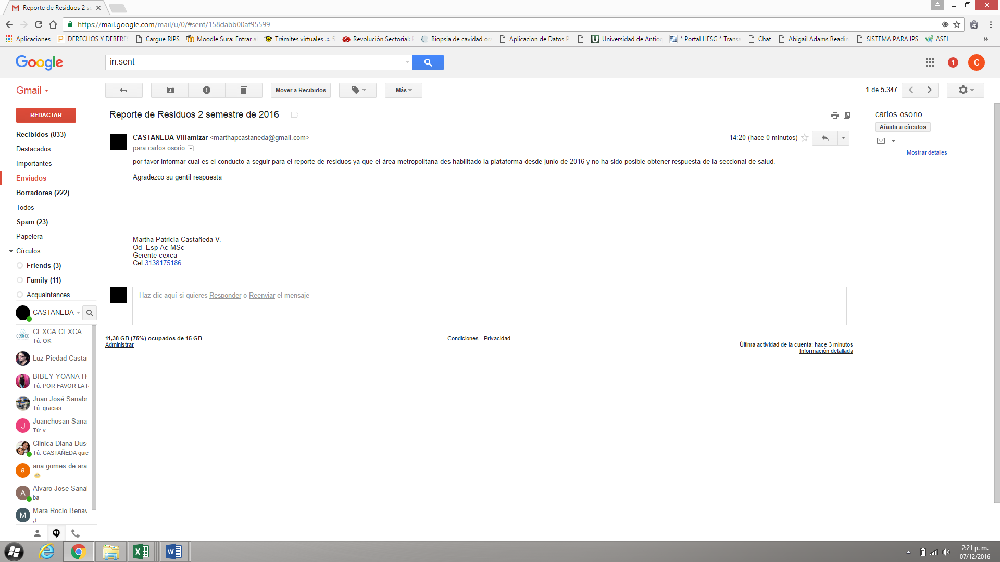 Reporte de Residuos 2 se
https://mail.google.com/mail/u/0/#sent/158dabb00af95599
Aplicaciones DERECHOS Y DEBERE Cargue RIPS Moodle Sura: Entrar a Trámites virtuales .::. 5 Revolución Sectorial: Biopsia de cavidad oro Aplicacion de Datos P Universidad de Antioc * Portal HFSG * Transa Chat Abigail Adams Readin SISTEMA PARA IPS ASEI »
Google in:sent 1 C
Gmail Mover a Recibidos Más 1 de 5.347
REDACTAR
Reporte de Residuos 2 semestre de 2016
carlos.osorio
Añadir a círculos
Mostrar detalles
Recibidos (833)
Destacados
Importantes
Enviados
Borradores (222)
Todos
Spam (23)
Papelera
Círculos
Friends (3)
Family (11)
Acquaintances
CASTAÑEDA Villamizar <marthapcastaneda@gmail.com> 14:20 (hace 0 minutos)
para carlos.osorio
por favor informar cual es el conducto a seguir para el reporte de residuos ya que el área metropolitana des habilitado la plataforma desde junio de 2016 y no ha sido posible obtener respuesta de la seccional de salud.
Agradezco su gentil respuesta
Martha Patricia Castañeda V.
Od -Esp Ac-MSc
Gerente cexca
Cel 3138175186
Haz clic aquí si quieres Responder o Reenviar el mensaje
11,38 GB (75%) ocupados de 15 GB
Administrar
Condiciones - Privacidad
Última actividad de la cuenta: hace 3 minutos
Información detallada
CASTAÑEDA
cexca
CEXCA CEXCA
Tú: OK
Luz Piedad Castañ
BIBEY YOANA HO
Tú: POR FAVOR LA R
Juan José Sanabr
Tú: gracias
J
Juanchosan Sana
Tú: v
Clinica Diana Duss
Tú: CASTAÑEDA quie
a
ana gomes de ara
A
Alvaro Jose Sanal
ba
M
Mara Rocio Benav
;)
2:21 p. m.
07/12/2016